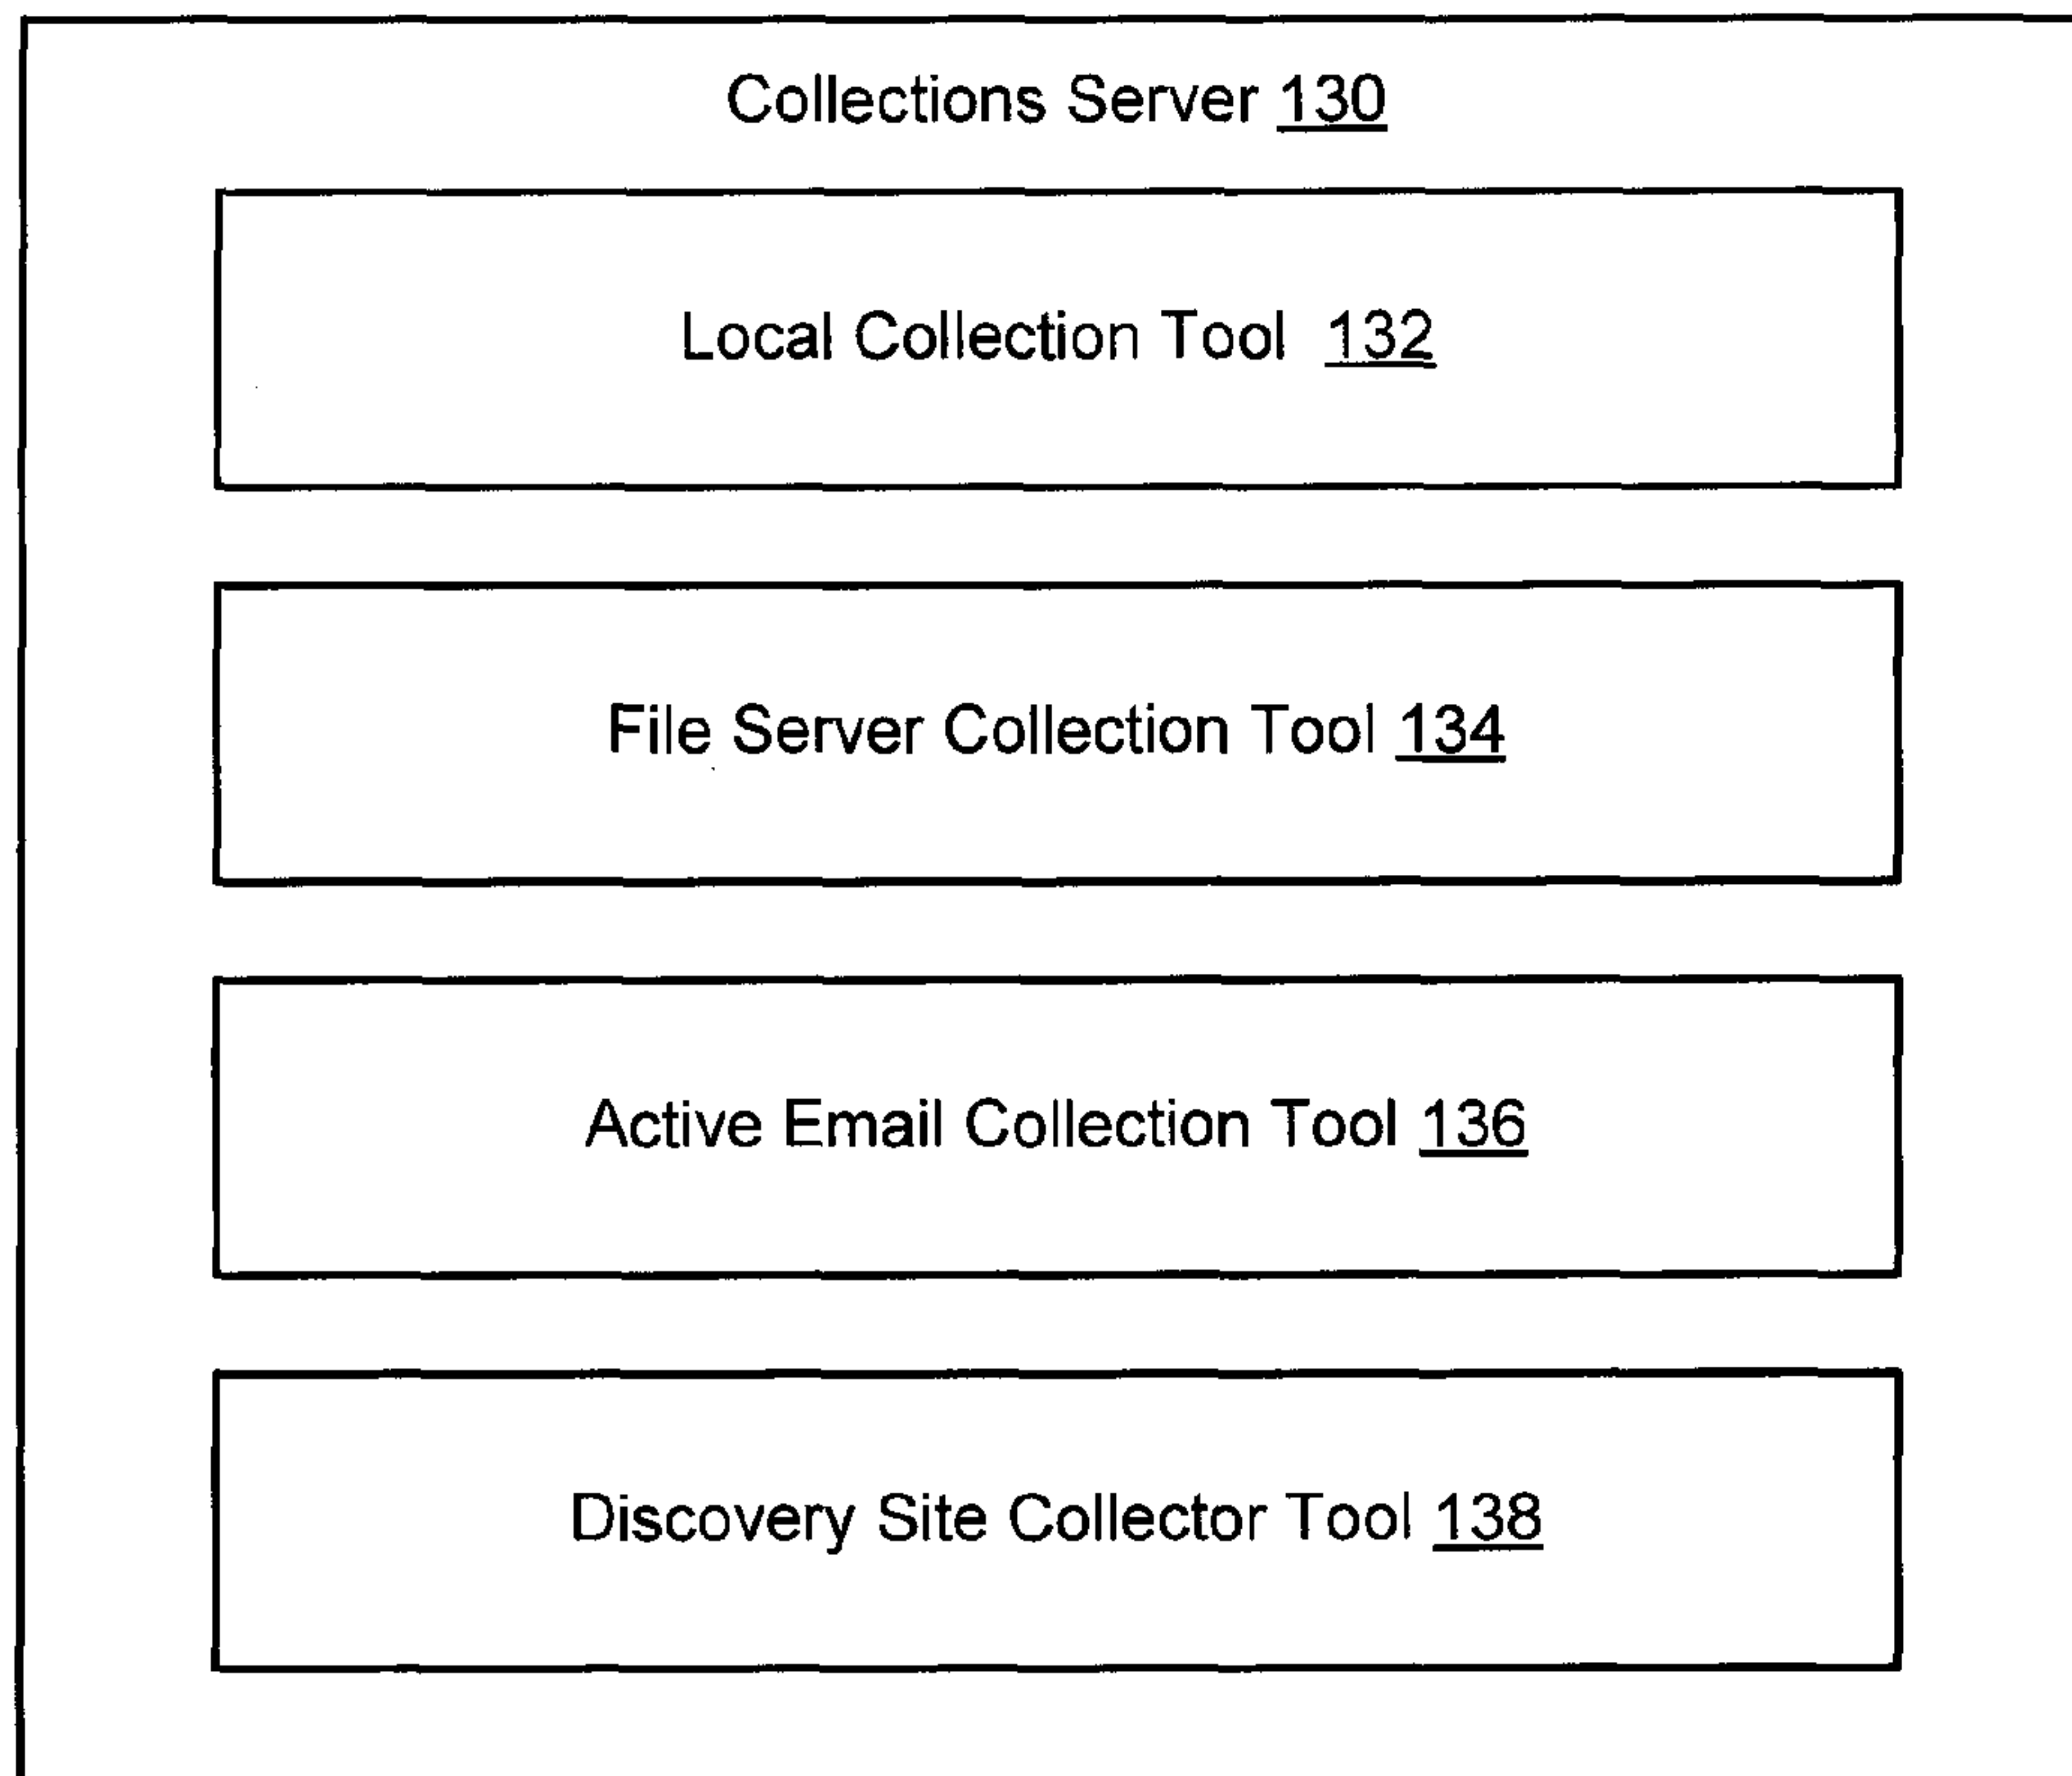 Collections Server 130
Local Collection Tool 132
File Server Collection Tool 134
Active Email Collection Tool 136
Discovery Site Collector Tool 138